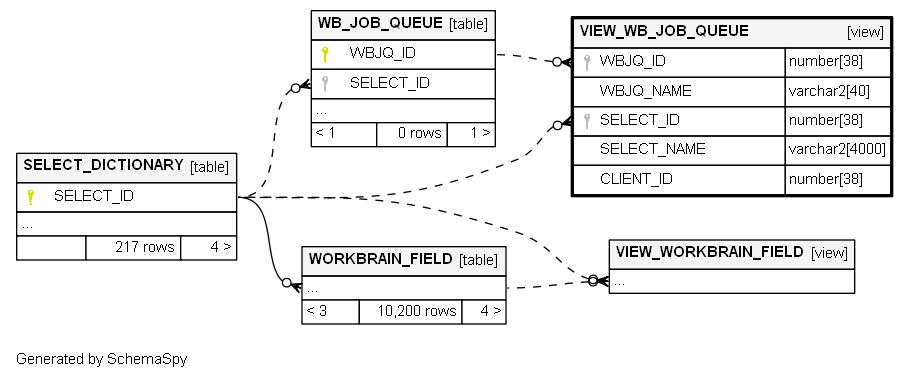 WB_JOB_QUEUE [table]
WBJQ_ID
SELECT_ID
...
< 1 0 rows 1 >
VIEW_WB_JOB_QUEUE [view]
WBJQ_ID number[38]
WBJQ_NAME varchar2[40]
SELECT_ID number[38]
SELECT_NAME varchar2[4000]
CLIENT_ID number[38]
SELECT_DICTIONARY [table]
SELECT_ID
...
217 rows 4 >
WORKBRAIN_FIELD [table]
...
< 3 10,200 rows 4 >
VIEW_WORKBRAIN_FIELD [view]
...
Generated by SchemaSpy